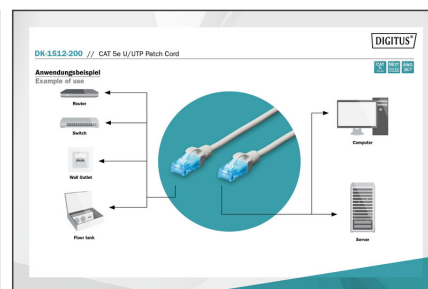 DIGITUS®
DK-1512-200 // CAT 5e U/UTP Patch Cord
Anwendungsbeispiel
Example of use
Router
Switch
Wall Outlet
Floor tank
Computer
Server